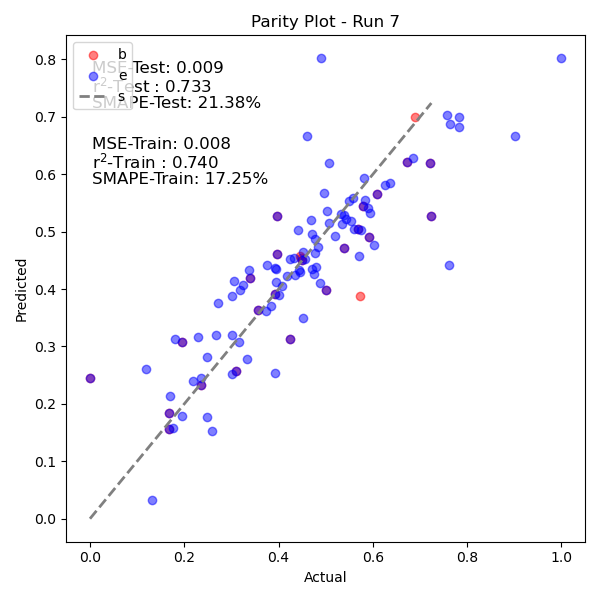 Parity Plot - Run 7
b
e
s
MSE-Test: 0.009
r²-Test : 0.733
SMAPE-Test: 21.38%
MSE-Train: 0.008
r²-Train : 0.740
SMAPE-Train: 17.25%
Predicted
0.8
0.7
0.6
0.5
0.4
0.3
0.2
0.1
0.0
0.0 0.2 0.4 0.6 0.8 1.0
Actual